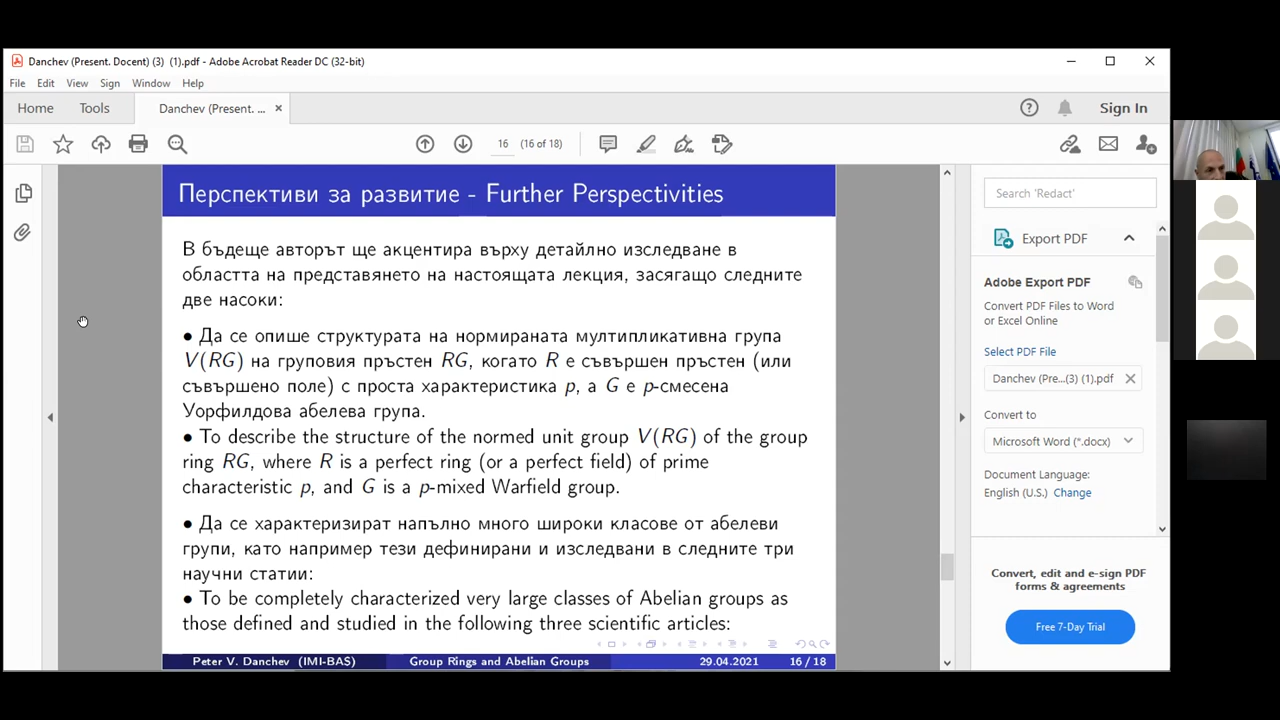 Danchev (Present. Docent) (3) (1).pdf - Adobe Acrobat Reader DC (32-bit)
File Edit View Sign Window Help
Home Tools Danchev (Present. ... × Sign In
16 (16 of 18)
Перспективи за развитие - Further Perspectivities
В бъдеще авторът ще акцентира върху детайлно изследване в
областта на представянето на настоящата лекция, засягащо следните
две насоки:
• Да се опише структурата на нормираната мултипликативна група
V(RG) на груповия пръстен RG, когато R е съвършен пръстен (или
съвършено поле) с проста характеристика p, а G е p-смесена
Уорфилдова абелева група.
• To describe the structure of the normed unit group V(RG) of the group
ring RG, where R is a perfect ring (or a perfect field) of prime
characteristic p, and G is a p-mixed Warfield group.
• Да се характеризират напълно много широки класове от абелеви
групи, като например тези дефинирани и изследвани в следните три
научни статии:
• To be completely characterized very large classes of Abelian groups as
those defined and studied in the following three scientific articles:
Peter V. Danchev (IMI-BAS) Group Rings and Abelian Groups 29.04.2021 16 / 18
Search 'Redact'
Export PDF
Adobe Export PDF
Convert PDF Files to Word
or Excel Online
Select PDF File
Danchev (Pre...(3) (1).pdf
Convert to
Microsoft Word (*.docx)
Document Language:
English (U.S.) Change
Convert, edit and e-sign PDF
forms & agreements
Free 7-Day Trial